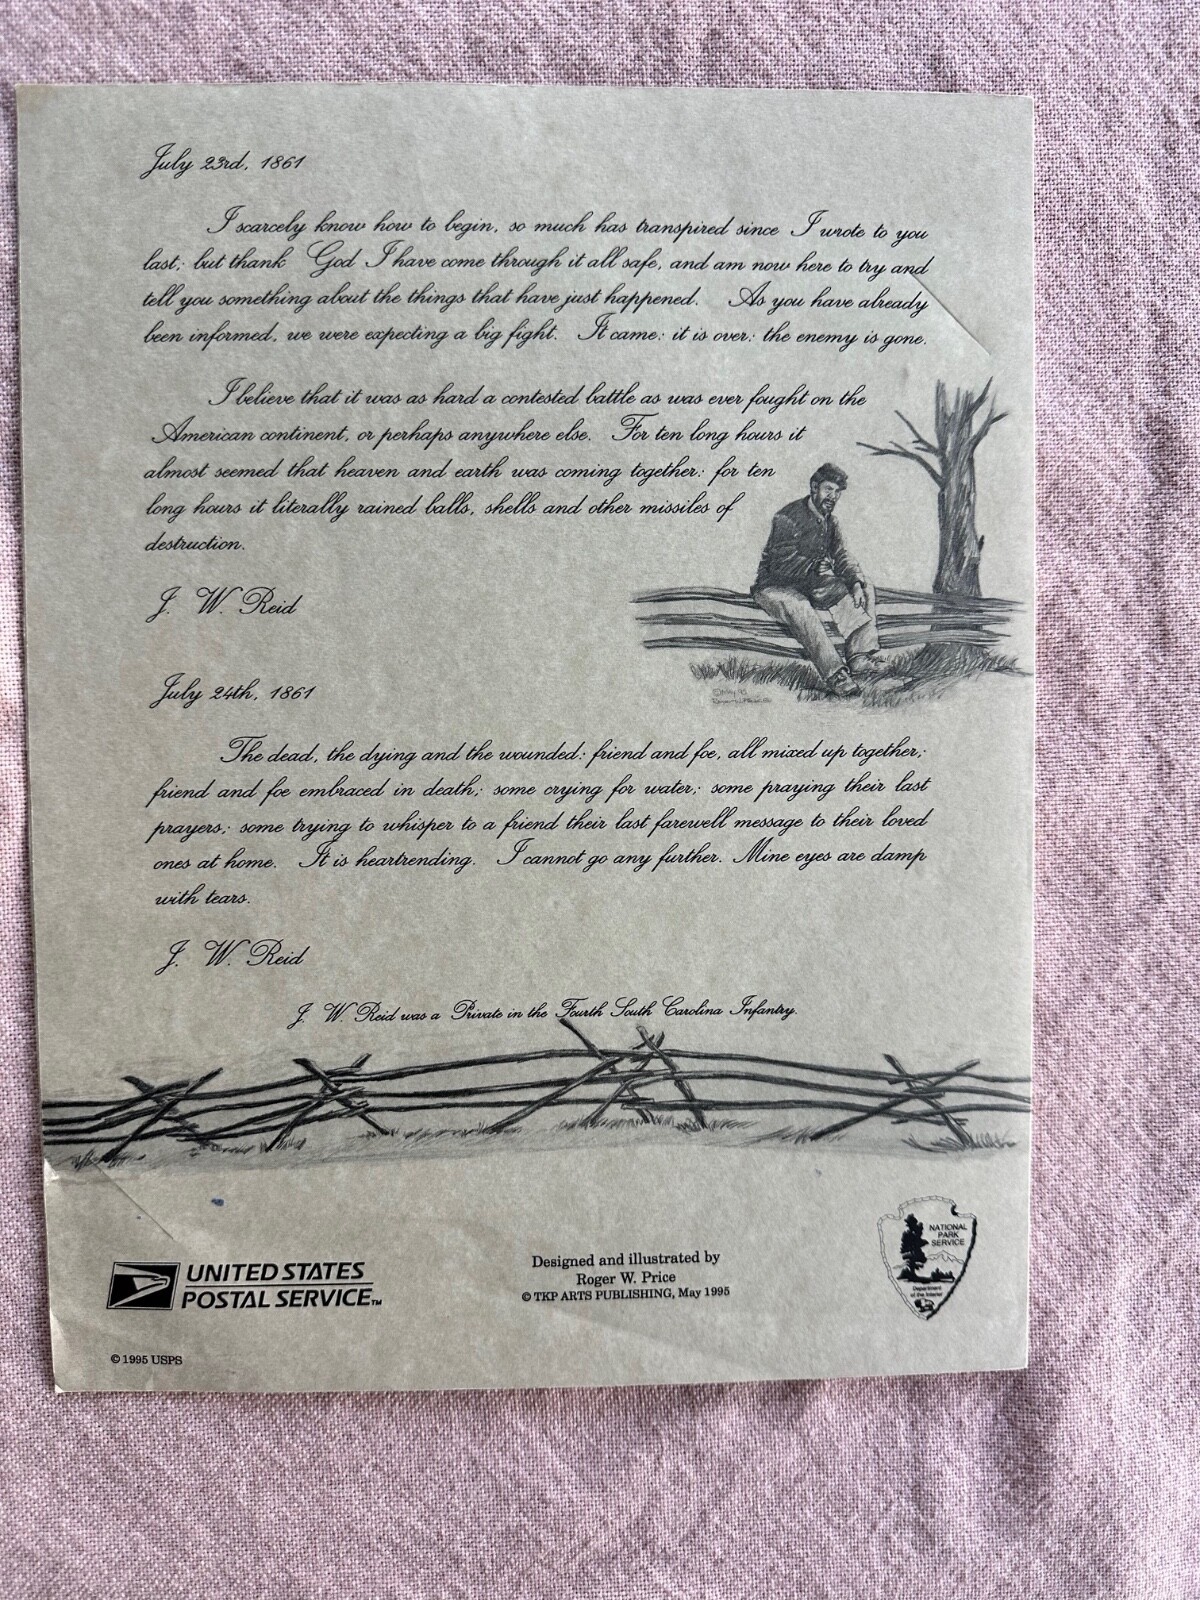 July 23rd, 1861
I scarcely know how to begin, so much has transpired since I wrote to you
last; but thank God I have come through it all safe, and am now here to try and
tell you something about the things that have just happened. As you have already
been informed, we were expecting a big fight. It came; it is over; the enemy is gone.
I believe that it was as hard a contested battle as was ever fought on the
American continent, or perhaps anywhere else. For ten long hours it
almost seemed that heaven and earth was coming together; for ten
long hours it literally rained balls, shells and other missiles of
destruction.
J. W. Reid
July 24th, 1861
The dead, the dying and the wounded; friend and foe, all mixed up together;
friend and foe embraced in death; some crying for water; some praying their last
prayers; some trying to whisper to a friend their last farewell message to their loved
ones at home. It is heartrending. I cannot go any further. Mine eyes are damp
with tears.
J. W. Reid
J. W. Reid was a Private in the Fourth South Carolina Infantry.
UNITED STATES
POSTAL SERVICE™
© 1995 USPS
Designed and illustrated by
Roger W. Price
© TKP ARTS PUBLISHING, May 1995
NATIONAL
PARK
SERVICE
Department
of the Interior